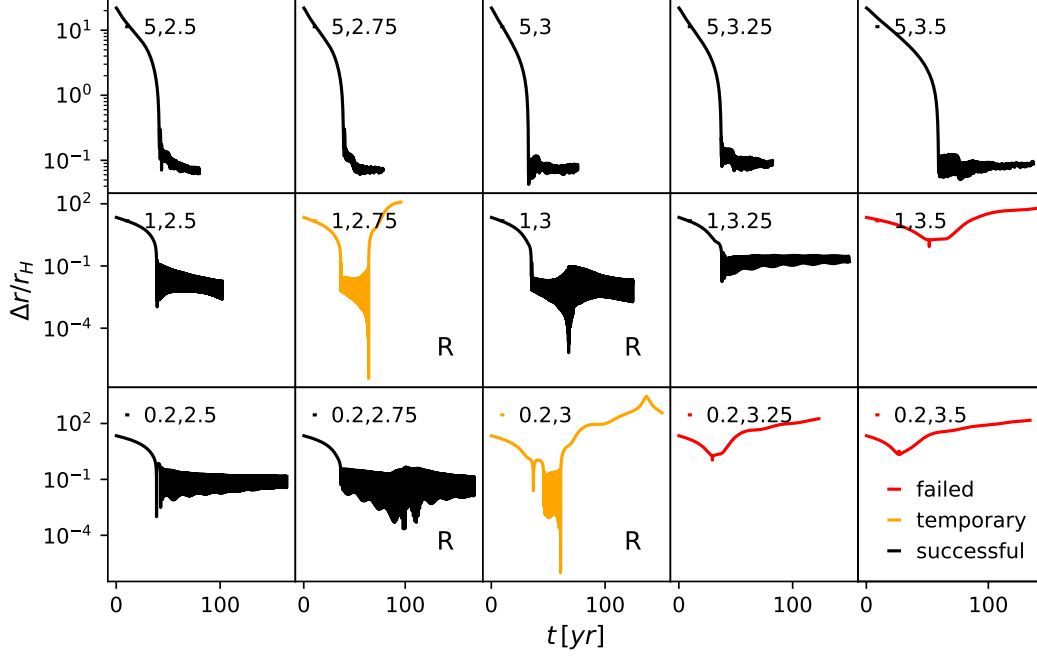 10¹ 5,2.5 5,2.75 5,3 5,3.25 5,3.5
10⁰
10⁻¹
10² 1,2.5 1,2.75 1,3 1,3.25 1,3.5
10⁻¹
10⁻⁴ R R
Δr/r_H
10² 0.2,2.5 0.2,2.75 0.2,3 0.2,3.25 0.2,3.5
10⁻¹
10⁻⁴ R R
failed
temporary
successful
0 100 0 100 0 100 0 100 0 100
t [yr]